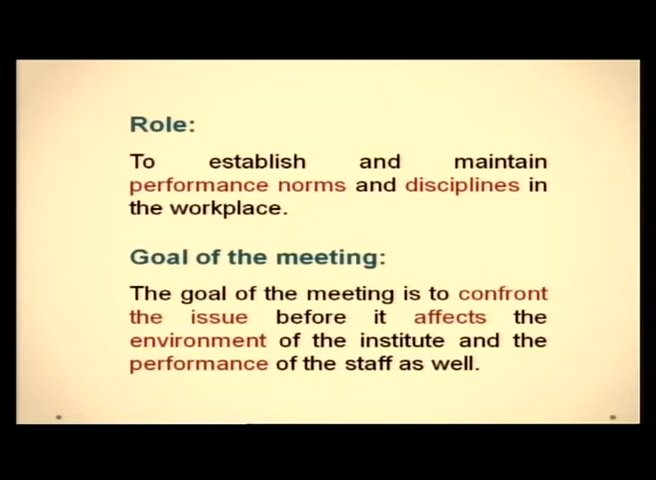 Role:
To establish and maintain
performance norms and disciplines in
the workplace.
Goal of the meeting:
The goal of the meeting is to confront
the issue before it affects the
environment of the institute and the
performance of the staff as well.